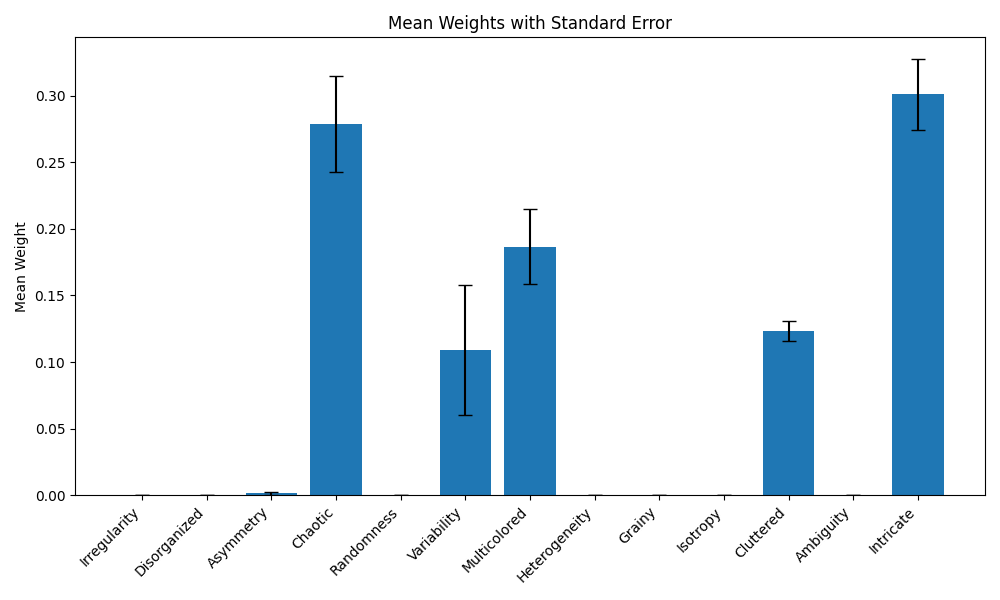 Mean Weights with Standard Error
Mean Weight
0.30
0.25
0.20
0.15
0.10
0.05
0.00
Irregularity
Disorganized
Asymmetry
Chaotic
Randomness
Variability
Multicolored
Heterogeneity
Grainy
Isotropy
Cluttered
Ambiguity
Intricate